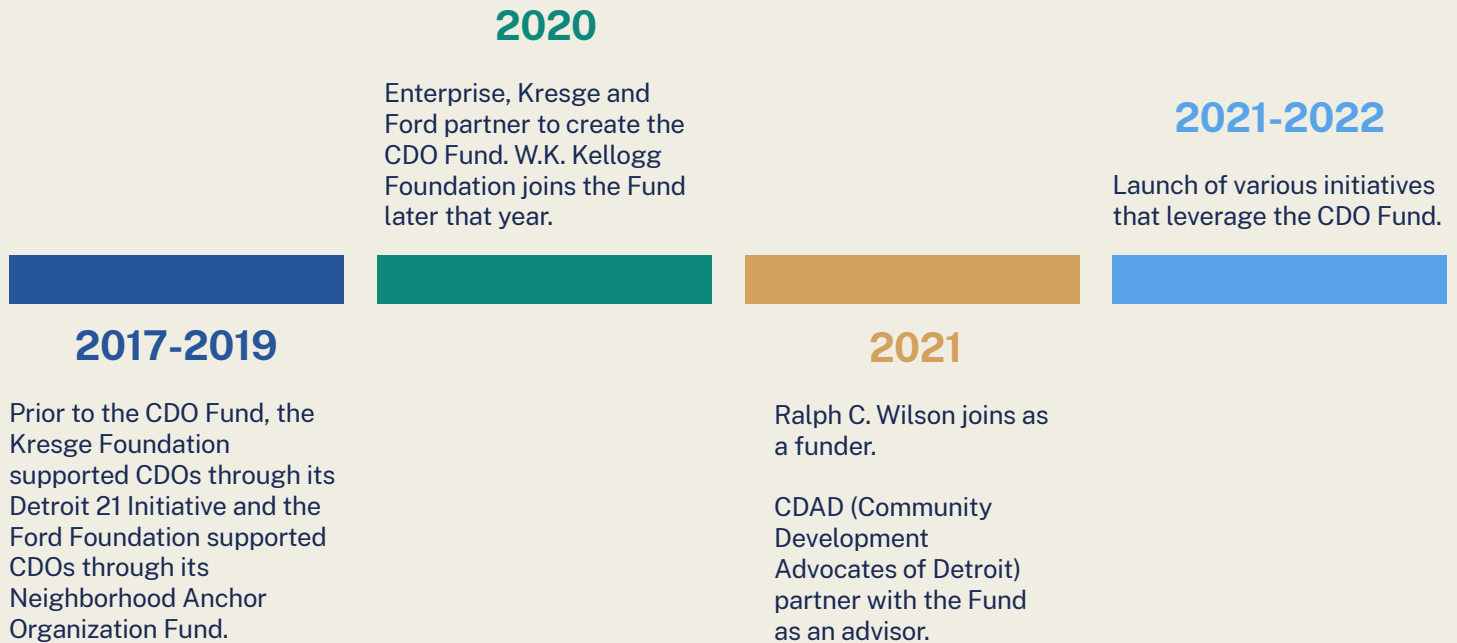 2017-2019
Prior to the CDO Fund, the
Kresge Foundation
supported CDOs through its
Detroit 21 Initiative and the
Ford Foundation supported
CDOs through its
Neighborhood Anchor
Organization Fund.
2020
Enterprise, Kresge and
Ford partner to create the
CDO Fund. W.K. Kellogg
Foundation joins the Fund
later that year.
2021
Ralph C. Wilson joins as
a funder.
CDAD (Community
Development
Advocates of Detroit)
partner with the Fund
as an advisor.
2021-2022
Launch of various initiatives
that leverage the CDO Fund.